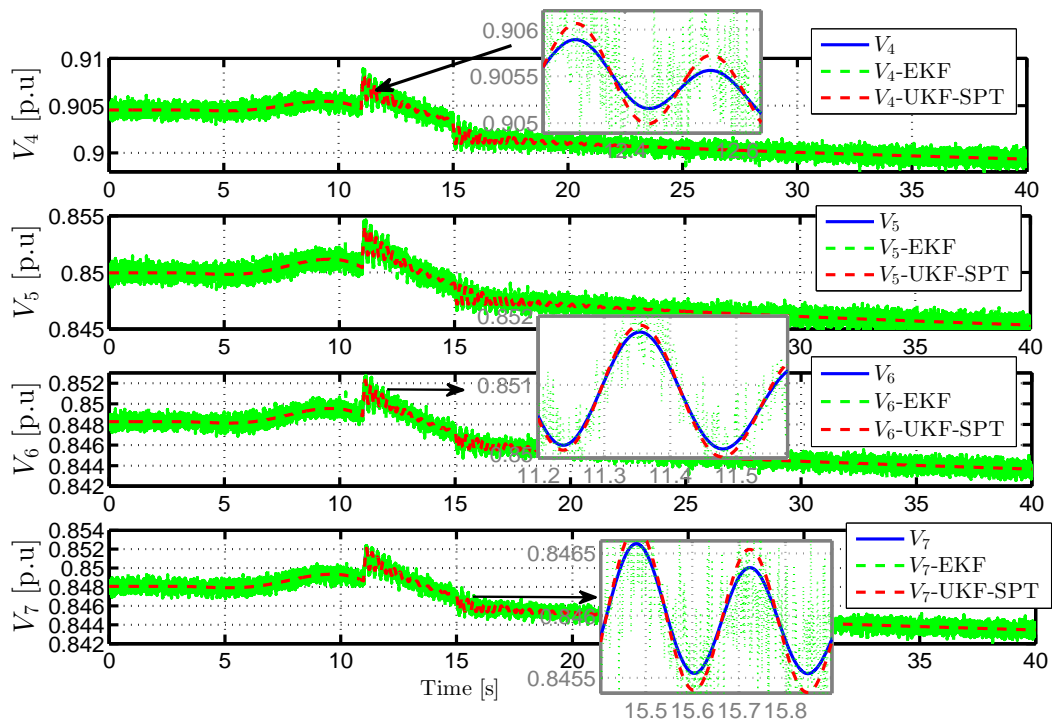 V4 [p.u]
0.91
0.905
0.9
0 5 10 15 20 25 30 35 40
0.906
0.9055
0.905
12.4
V4
V4-EKF
V4-UKF-SPT
V5 [p.u]
0.855
0.85
0.845
0 5 10 15 20 25 30 35 40
V5
V5-EKF
V5-UKF-SPT
V6 [p.u]
0.852
0.85
0.848
0.846
0.844
0.842
0 5 10 15 20 25 30 35 40
0.852
0.851
11.2 11.3 11.4 11.5
V6
V6-EKF
V6-UKF-SPT
V7 [p.u]
0.854
0.852
0.85
0.848
0.846
0.844
0.842
0 5 10 15 20 30 35 40
0.8465
0.8455
15.5 15.6 15.7 15.8
V7
V7-EKF
V7-UKF-SPT
Time [s]